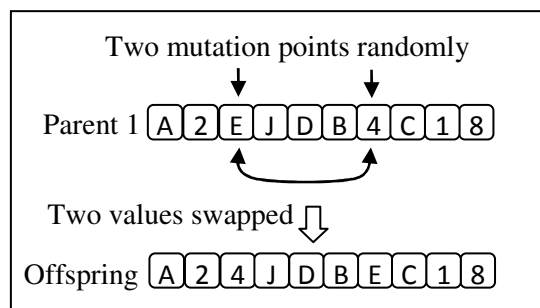 Two mutation points randomly
Parent 1 A 2 E J D B 4 C 1 8
Two values swapped
Offspring A 2 4 J D B E C 1 8